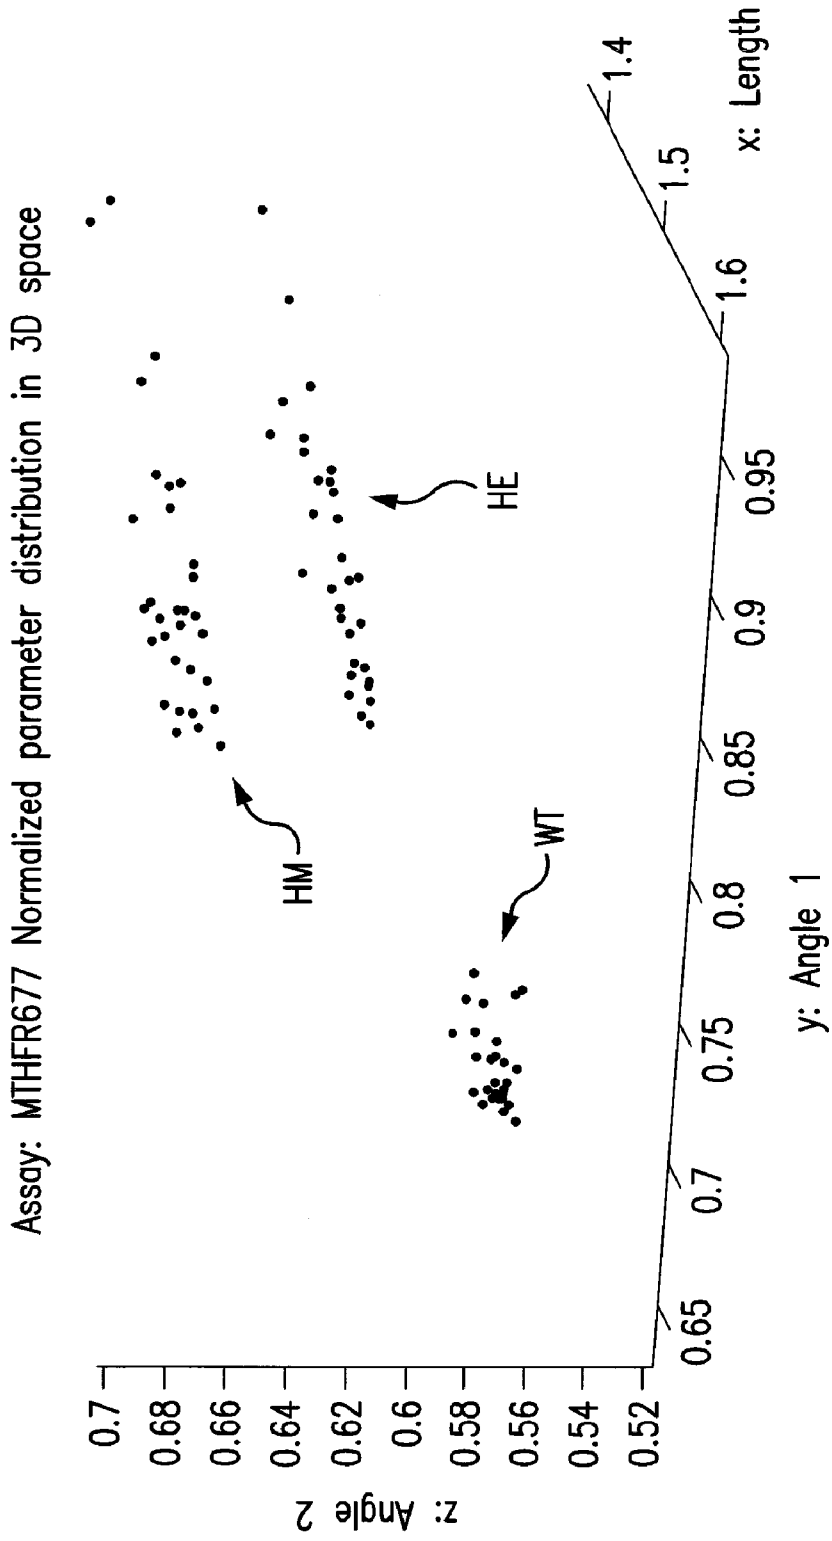 Assay: MTHFR677 Normalized parameter distribution in 3D space
z: Angle 2
0.7
0.68
0.66
0.64
0.62
0.6
0.58
0.56
0.54
0.52
HM
HE
WT
0.65
0.7
0.75
0.8
0.85
0.9
0.95
y: Angle 1
1.6
1.5
1.4
x: Length